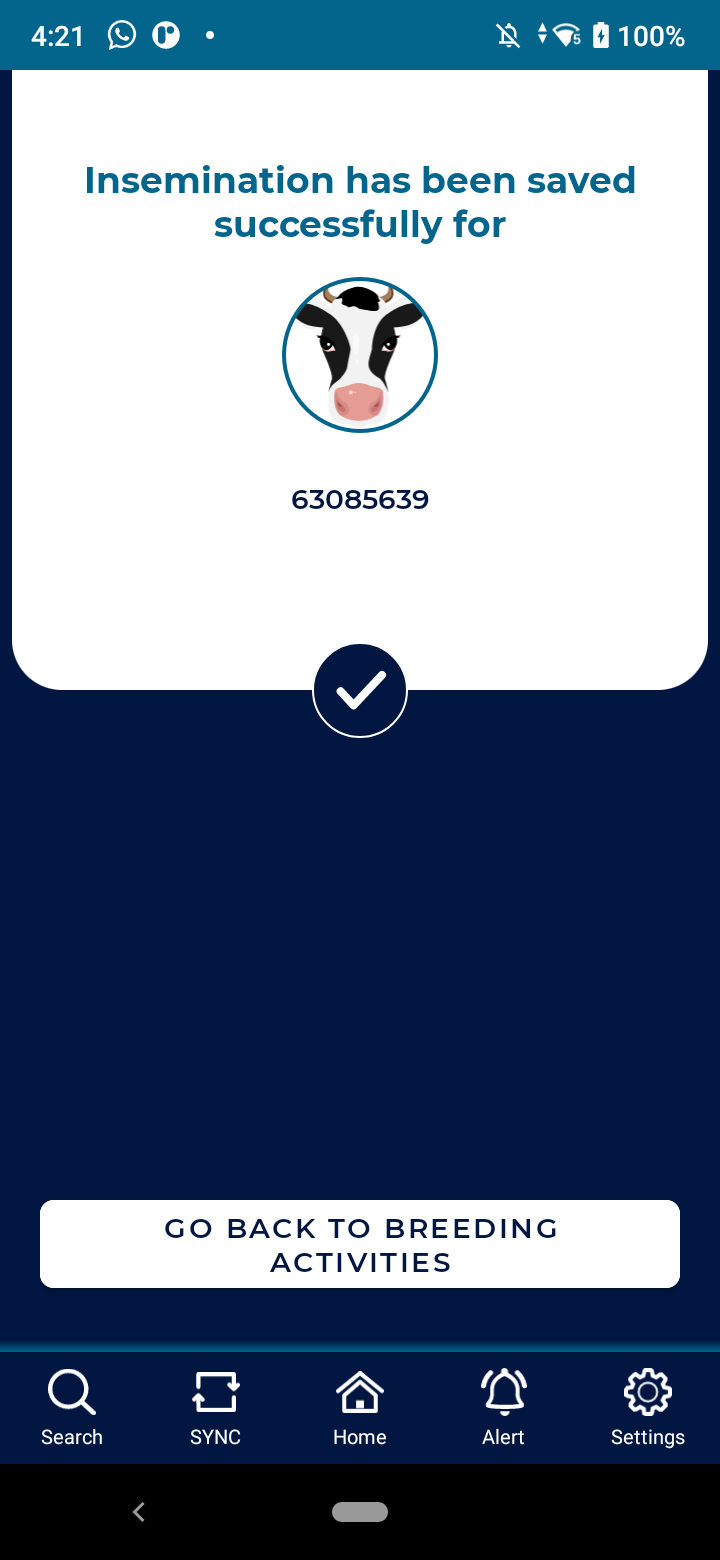 4:21
5
100%
Insemination has been saved
successfully for
63085639
GO BACK TO BREEDING
ACTIVITIES
Search
SYNC
Home
Alert
Settings